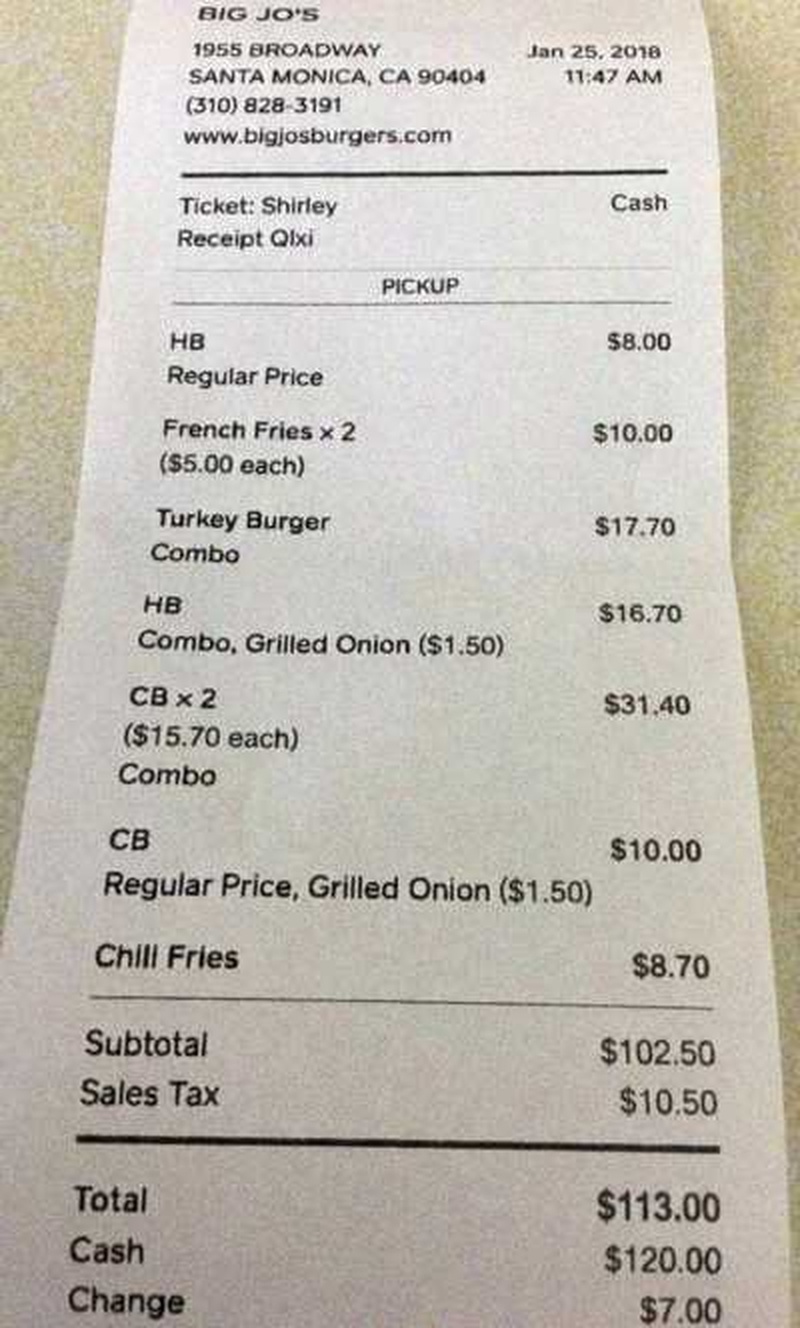 BIG JO'S
1955 BROADWAY Jan 25, 2018
SANTA MONICA, CA 90404 11:47 AM
(310) 828-3191
www.bigjosburgers.com
Ticket: Shirley Cash
Receipt Qlxi
PICKUP
HB $8.00
Regular Price
French Fries x 2 $10.00
($5.00 each)
Turkey Burger $17.70
Combo
HB $16.70
Combo, Grilled Onion ($1.50)
CB x 2 $31.40
($15.70 each)
Combo
CB $10.00
Regular Price, Grilled Onion ($1.50)
Chili Fries $8.70
Subtotal $102.50
Sales Tax $10.50
Total $113.00
Cash $120.00
Change $7.00